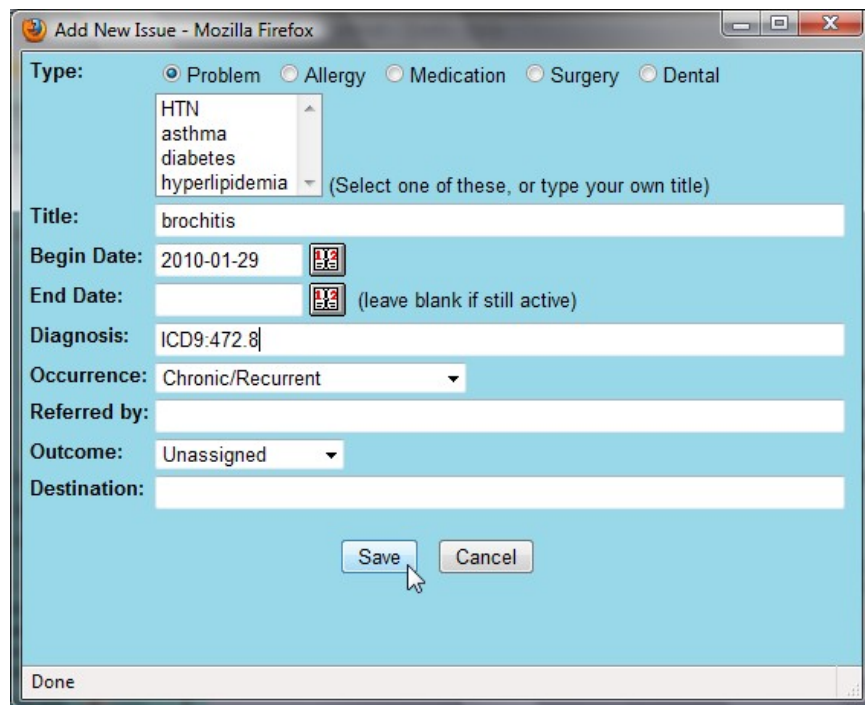 Add New Issue - Mozilla Firefox
Type: Problem Allergy Medication Surgery Dental
HTN
asthma
diabetes
hyperlipidemia (Select one of these, or type your own title)
Title: brochitis
Begin Date: 2010-01-29
End Date: (leave blank if still active)
Diagnosis: ICD9:472.8
Occurrence: Chronic/Recurrent
Referred by:
Outcome: Unassigned
Destination:
Save Cancel
Done